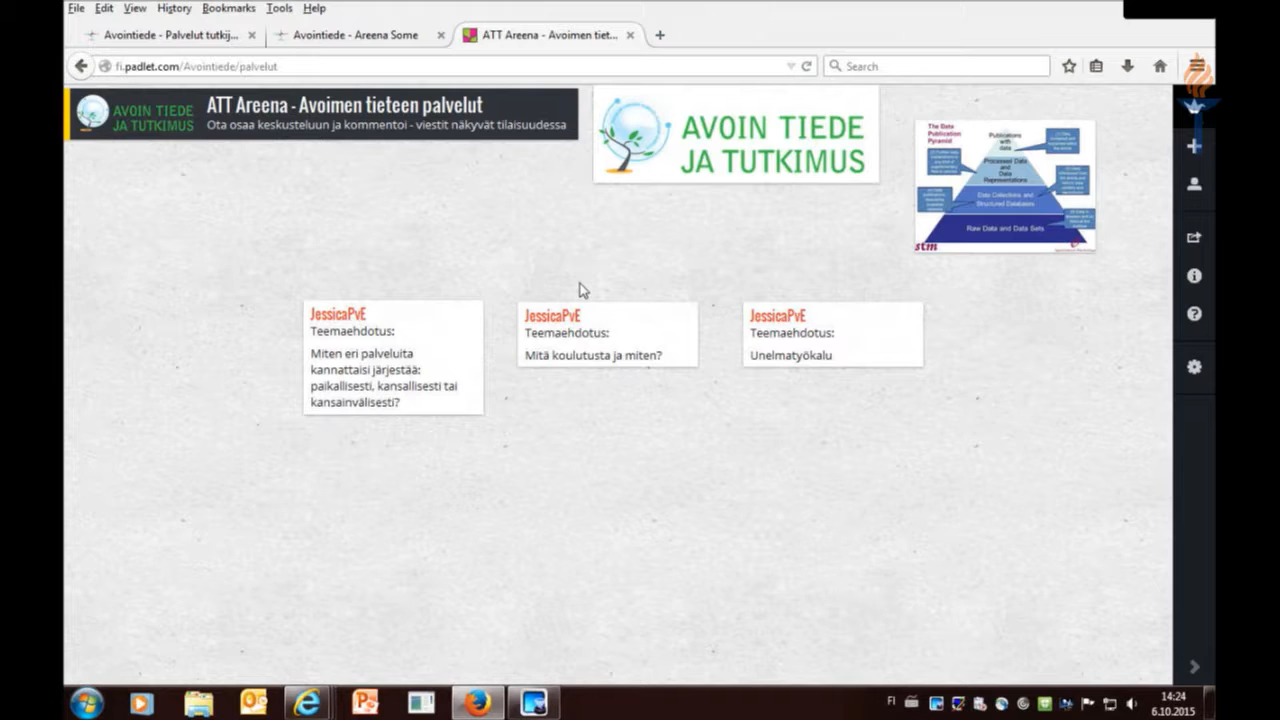 File Edit View History Bookmarks Tools Help
Avointiede - Palvelut tutkij...
Avointiede - Areena Some
ATT Areena - Avoimen tiet...
fi.padlet.com/Avointiede/palvelut
Search
AVOIN TIEDE
JA TUTKIMUS
ATT Areena - Avoimen tieteen palvelut
Ota osaa keskusteluun ja kommentoi - viestit näkyvät tilaisuudessa
AVOIN TIEDE
JA TUTKIMUS
The Data
Publication
Pyramid
Publications
with
data
Processed Data
and
Data
Representations
Data Collections and
Structured Databases
Raw Data and Data Sets
stm
JessicaPvE
Teemaehdotus:
Miten eri palveluita
kannattaisi järjestää:
paikallisesti, kansallisesti tai
kansainvälisesti?
JessicaPvE
Teemaehdotus:
Mitä koulutusta ja miten?
JessicaPvE
Teemaehdotus:
Unelmatyökalu
FI
14:24
6.10.2015